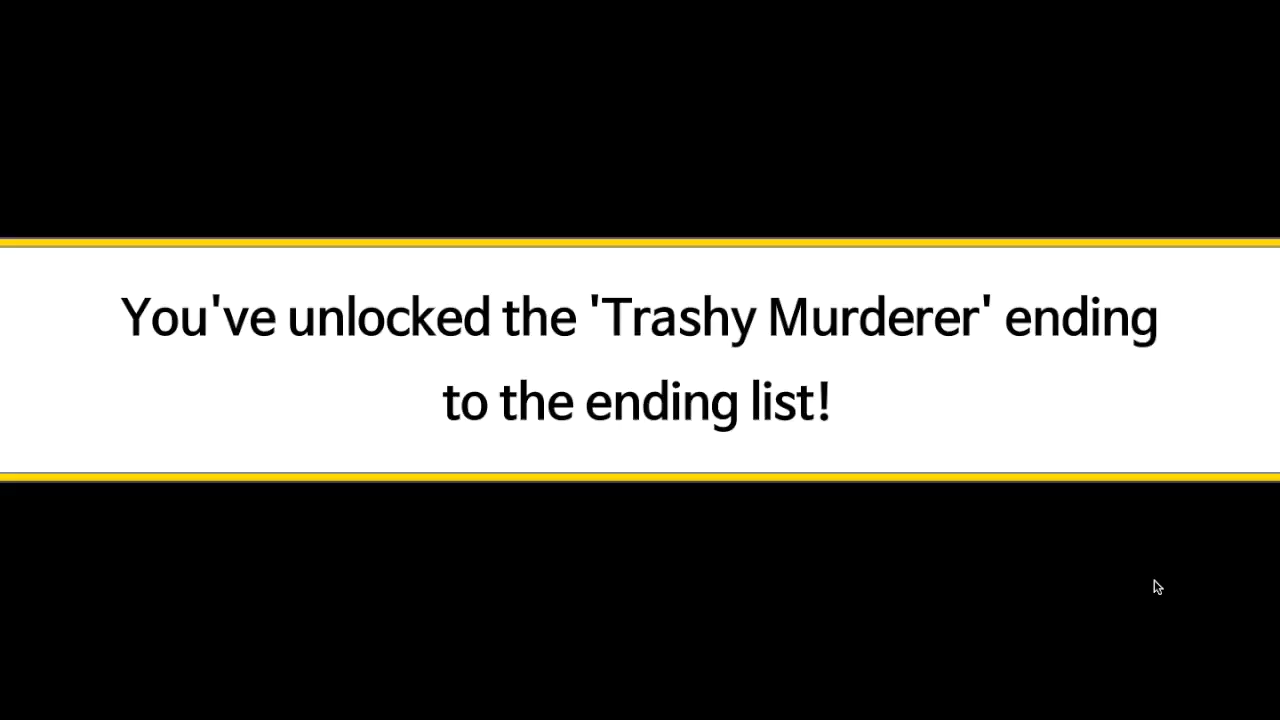 You've unlocked the 'Trashy Murderer' ending
to the ending list!